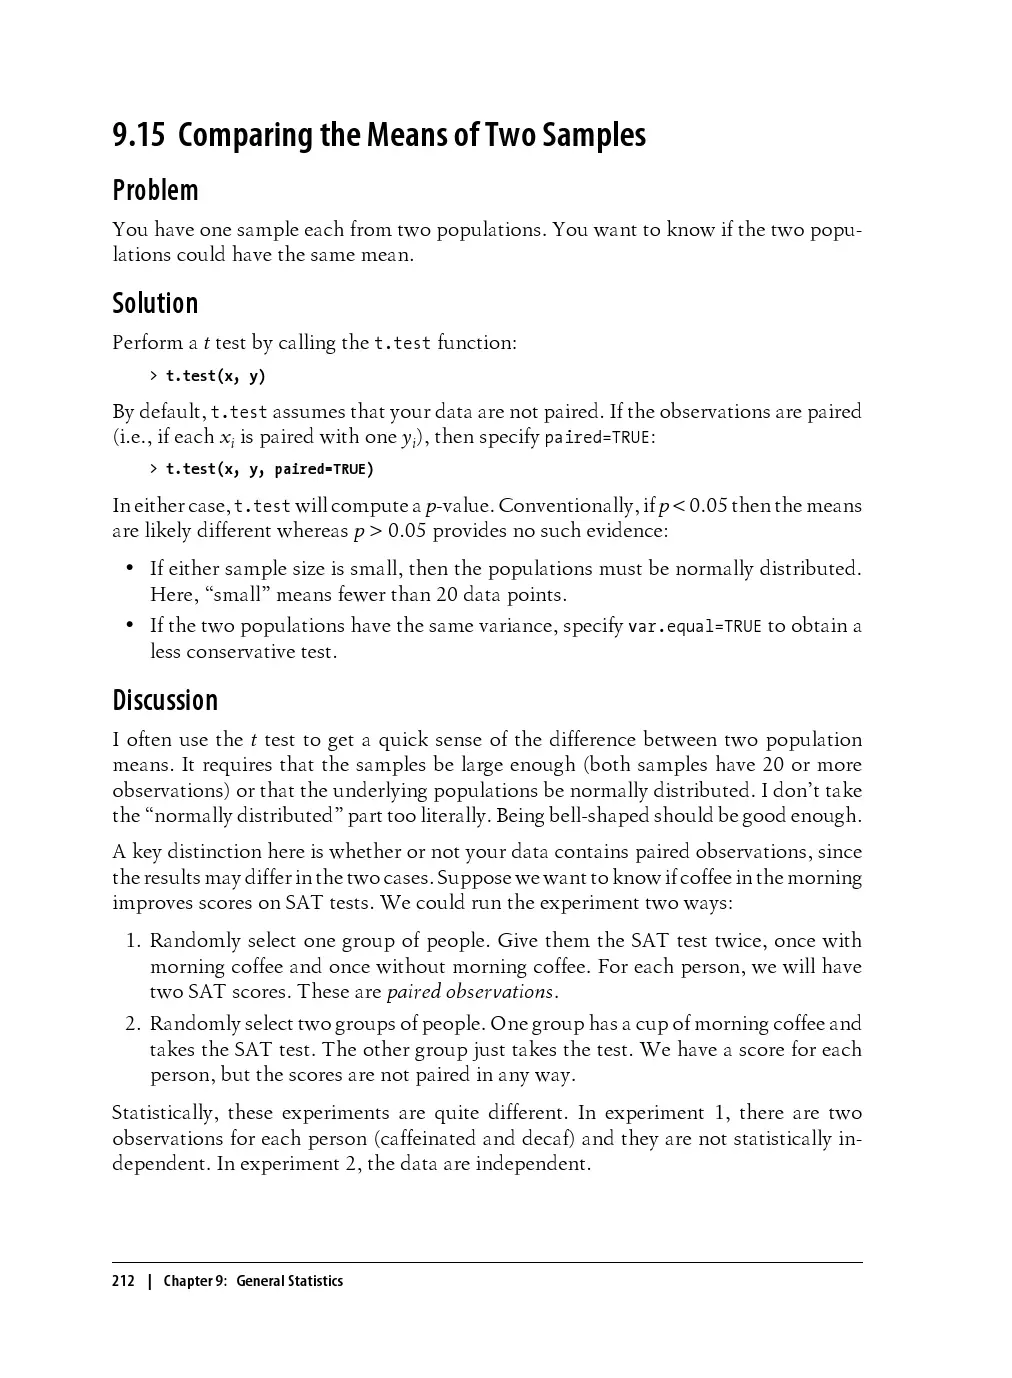 9.15 Comparing the Means of Two Samples
Problem
You have one sample each from two populations. You want to know if the two popu-
lations could have the same mean.
Solution
Perform a t test by calling the t.test function:
> t.test(x, y)
By default, t.test assumes that your data are not paired. If the observations are paired
(i.e., if each xi is paired with one yi), then specify paired=TRUE:
> t.test(x, y, paired=TRUE)
In either case, t.test will compute a p-value. Conventionally, if p < 0.05 then the means
are likely different whereas p > 0.05 provides no such evidence:
• If either sample size is small, then the populations must be normally distributed.
Here, “small” means fewer than 20 data points.
• If the two populations have the same variance, specify var.equal=TRUE to obtain a
less conservative test.
Discussion
I often use the t test to get a quick sense of the difference between two population
means. It requires that the samples be large enough (both samples have 20 or more
observations) or that the underlying populations be normally distributed. I don’t take
the “normally distributed” part too literally. Being bell-shaped should be good enough.
A key distinction here is whether or not your data contains paired observations, since
the results may differ in the two cases. Suppose we want to know if coffee in the morning
improves scores on SAT tests. We could run the experiment two ways:
1. Randomly select one group of people. Give them the SAT test twice, once with
morning coffee and once without morning coffee. For each person, we will have
two SAT scores. These are paired observations.
2. Randomly select two groups of people. One group has a cup of morning coffee and
takes the SAT test. The other group just takes the test. We have a score for each
person, but the scores are not paired in any way.
Statistically, these experiments are quite different. In experiment 1, there are two
observations for each person (caffeinated and decaf) and they are not statistically in-
dependent. In experiment 2, the data are independent.
212 | Chapter 9: General Statistics